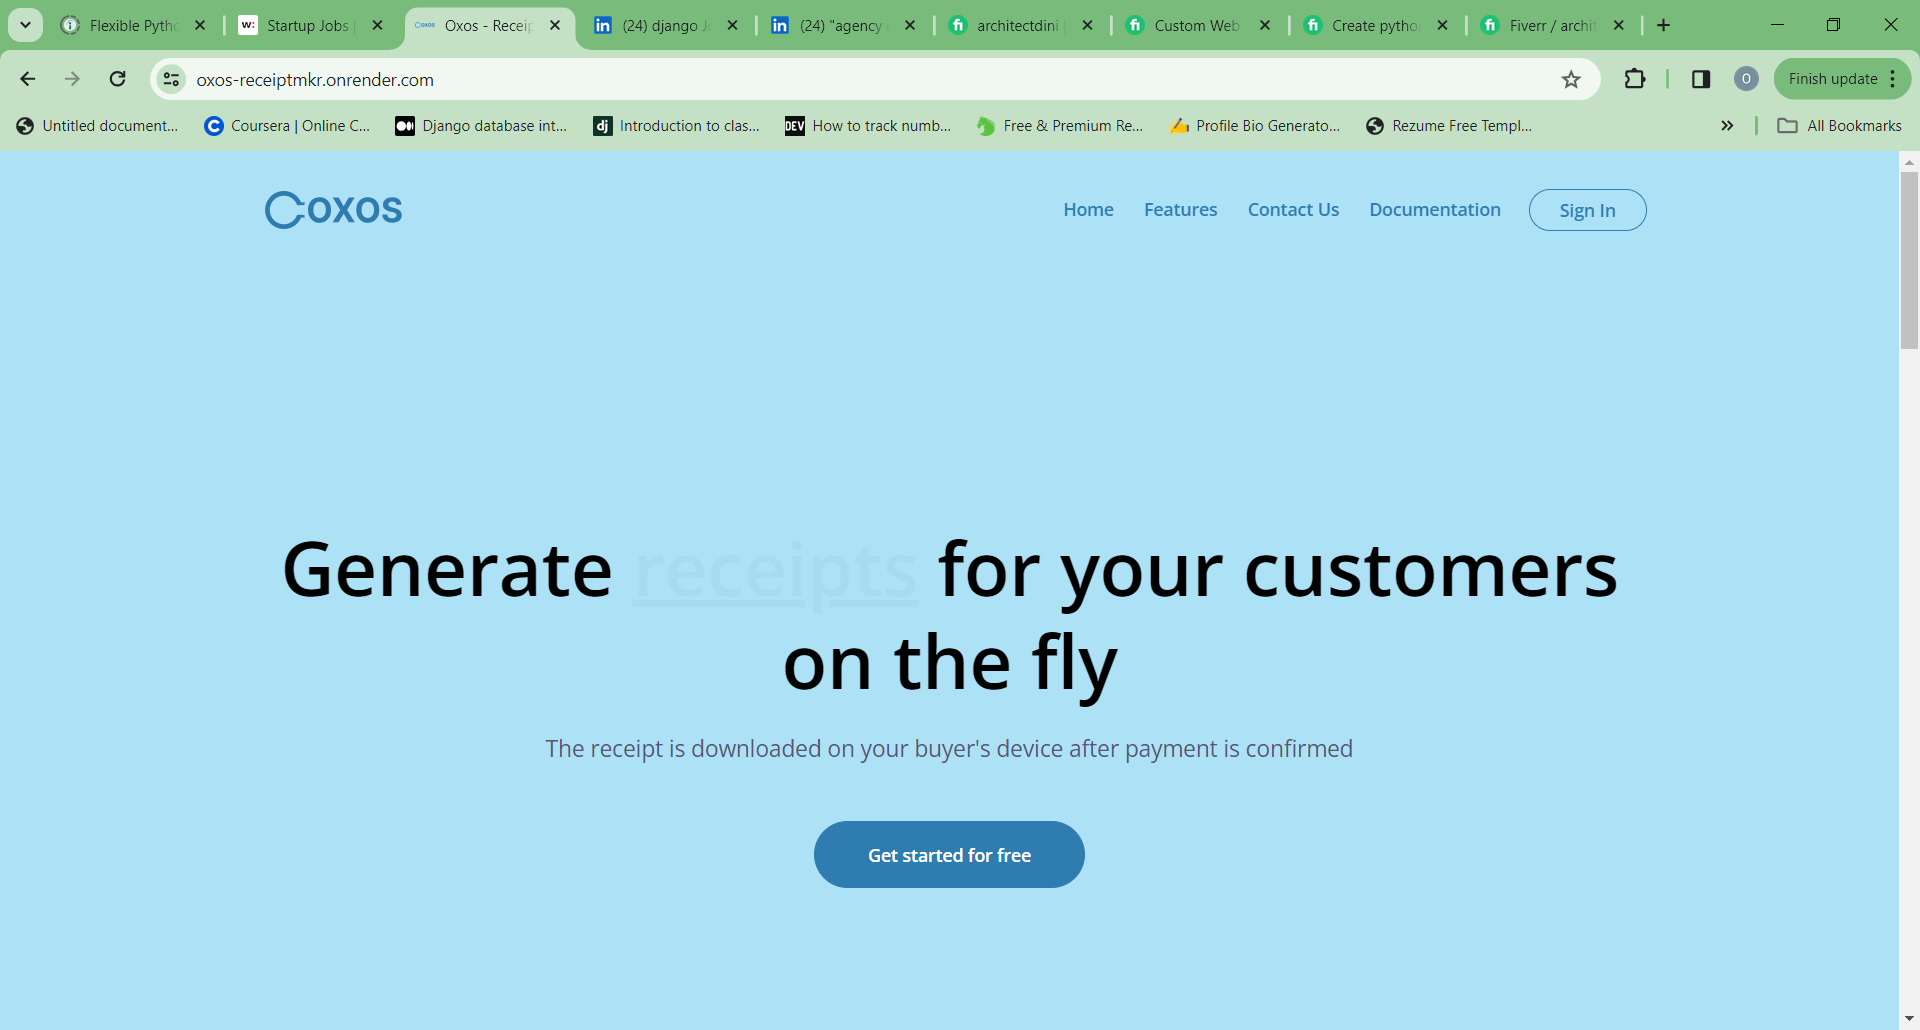 Flexible Pytho
Startup Jobs |
Oxos - Receip
(24) django Jo
(24) "agency
architectdini |
Custom Web
Create pytho
Fiverr / archit
oxos-receiptmkr.onrender.com
O
Finish update
Untitled document...
Coursera | Online C...
Django database int...
Introduction to clas...
How to track numb...
Free & Premium Re...
Profile Bio Generato...
Rezume Free Templ...
All Bookmarks
oxos
Home
Features
Contact Us
Documentation
Sign In
Generate receipts for your customers
on the fly
The receipt is downloaded on your buyer's device after payment is confirmed
Get started for free